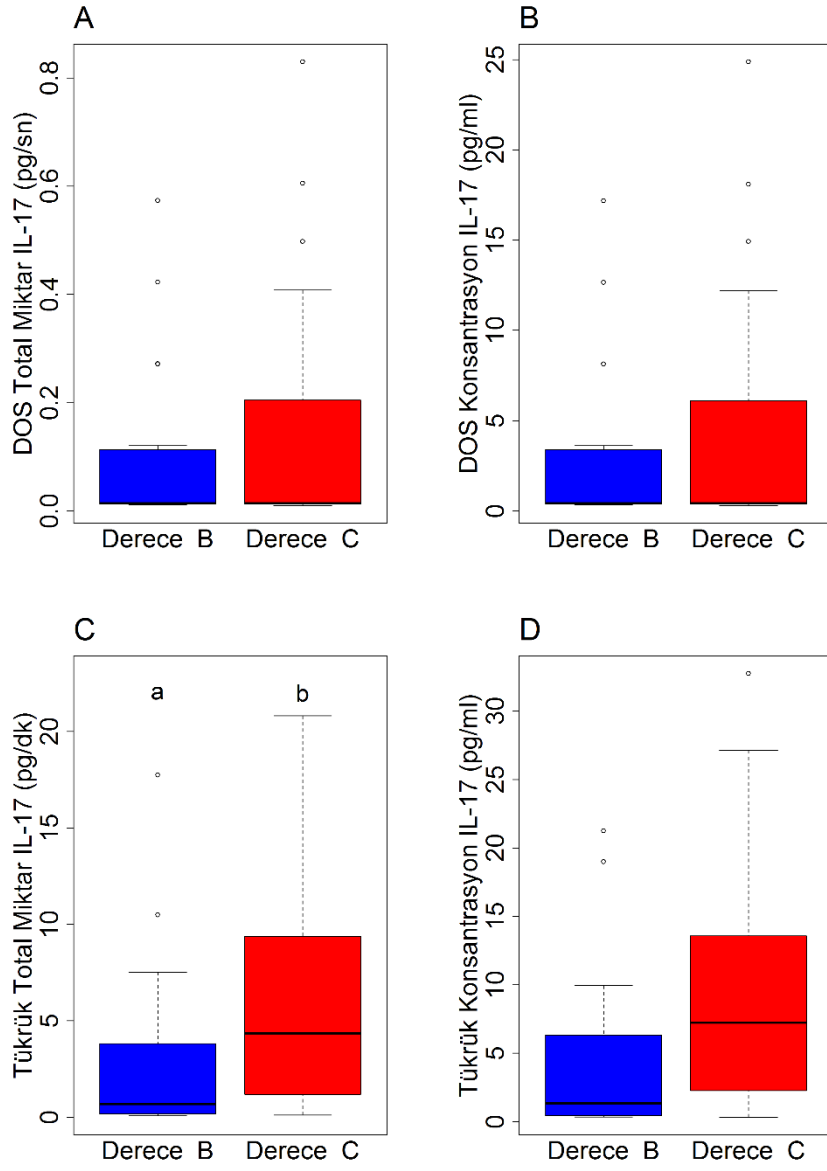 A
DOS Total Miktar IL-17 (pg/sn)
0.0
0.2
0.4
0.6
0.8
Derece B
Derece C
B
DOS Konsantrasyon IL-17 (pg/ml)
0
5
10
15
20
25
Derece B
Derece C
C
Tükrük Total Miktar IL-17 (pg/dk)
0
5
10
15
20
a
b
Derece B
Derece C
D
Tükrük Konsantrasyon IL-17 (pg/ml)
0
5
10
15
20
25
30
Derece B
Derece C